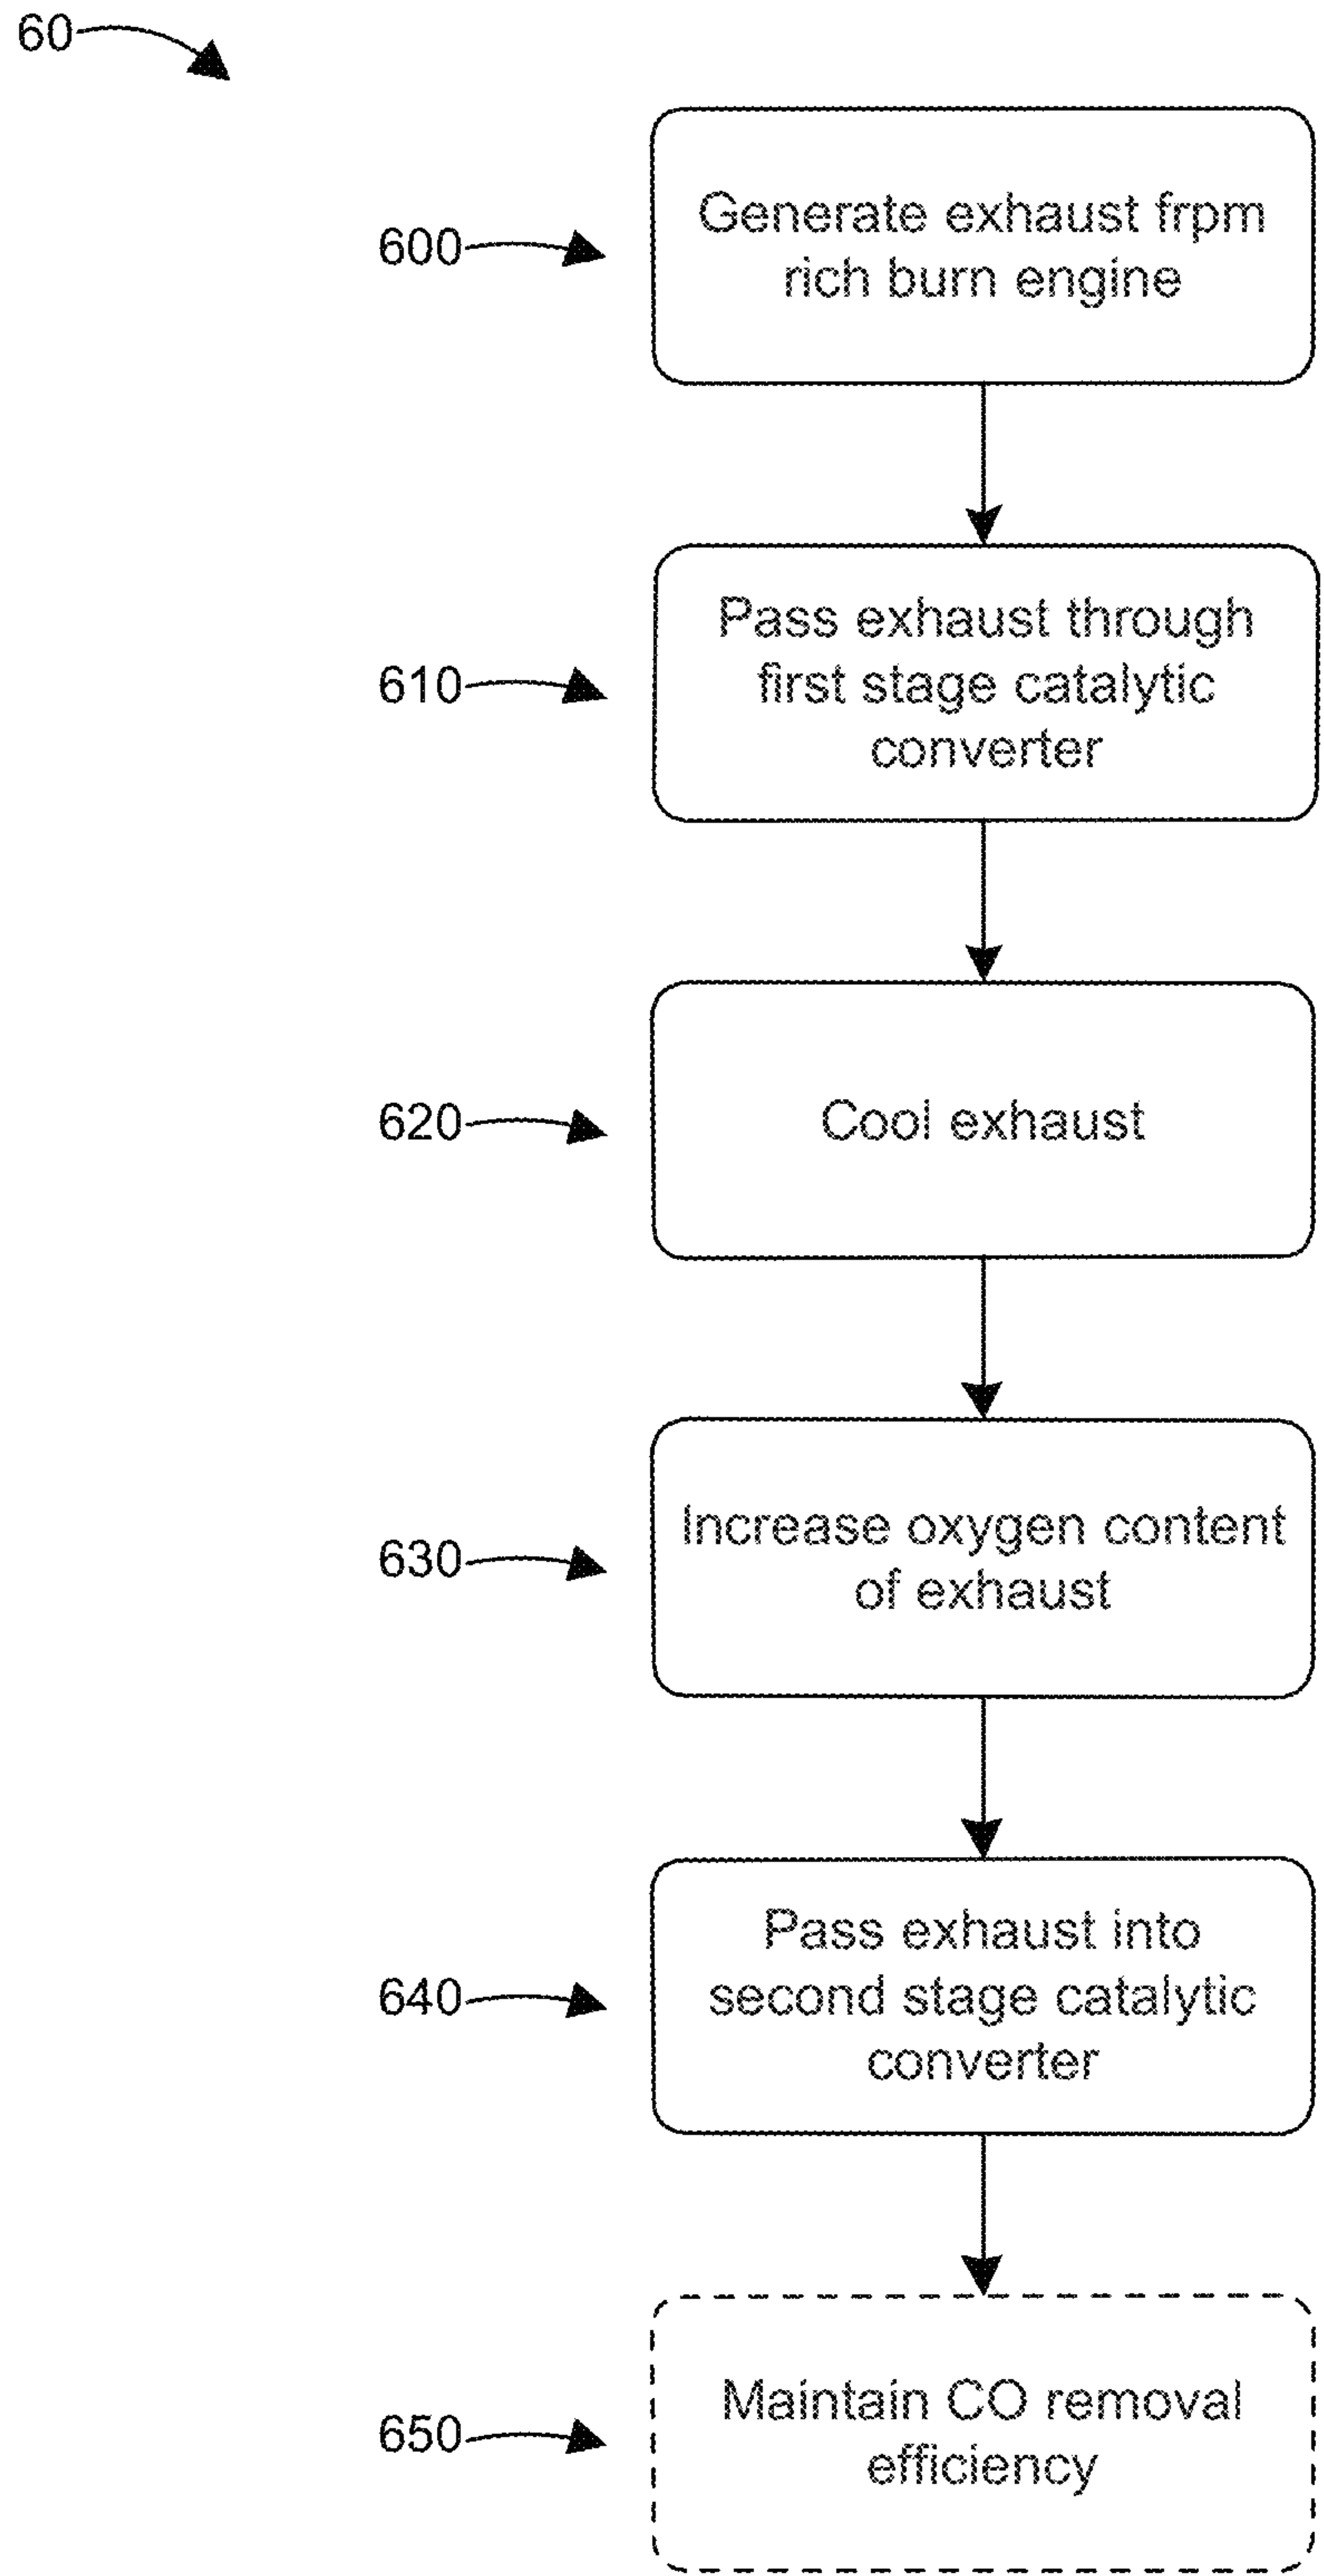 60
600
Generate exhaust frpm
rich burn engine
610
Pass exhaust through
first stage catalytic
converter
620
Cool exhaust
630
Increase oxygen content
of exhaust
640
Pass exhaust into
second stage catalytic
converter
650
Maintain CO removal
efficiency